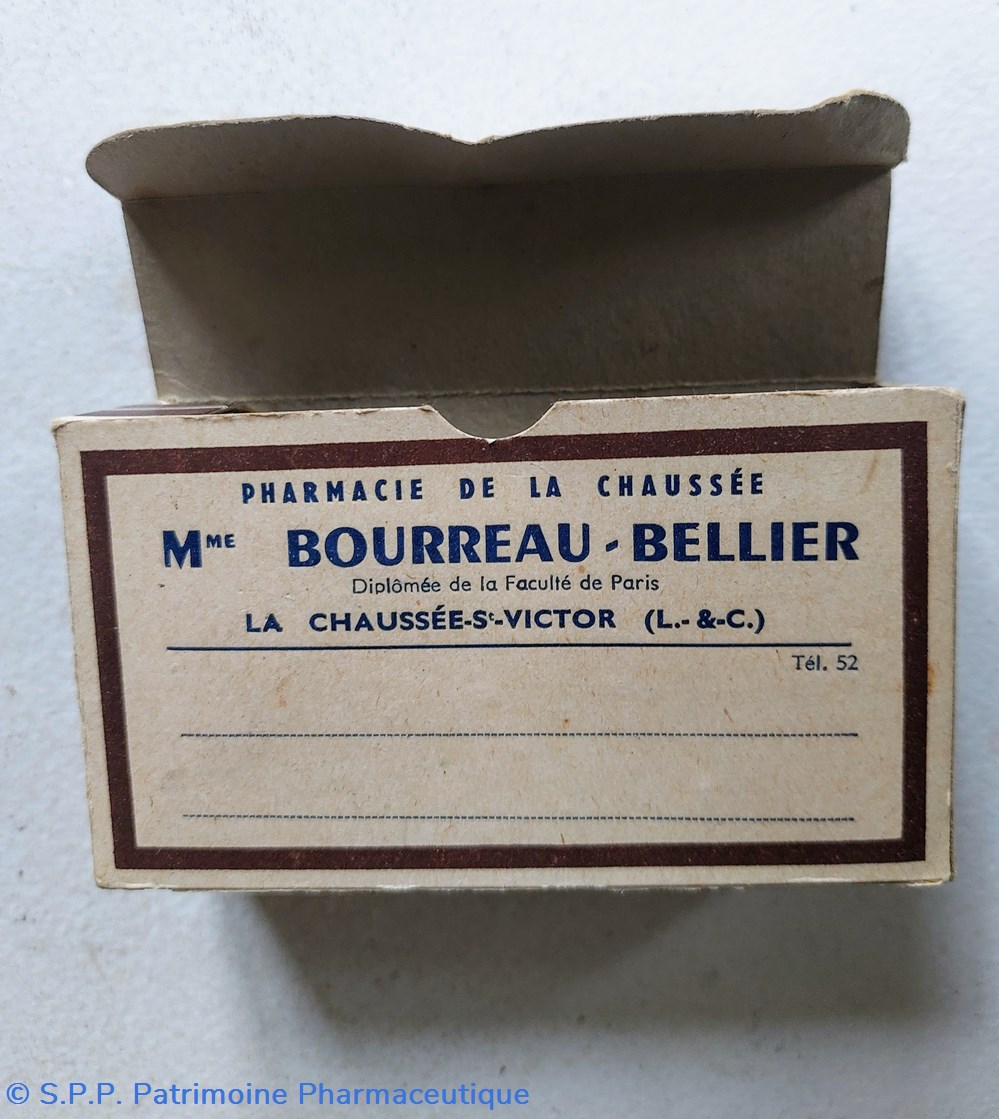 PHARMACIE DE LA CHAUSSÉE
MME BOURREAU-BELLIER
Diplômée de la Faculté de Paris
LA CHAUSSÉE-St-VICTOR (L.-&-C.)
Tél. 52
© S.P.P. Patrimoine Pharmaceutique